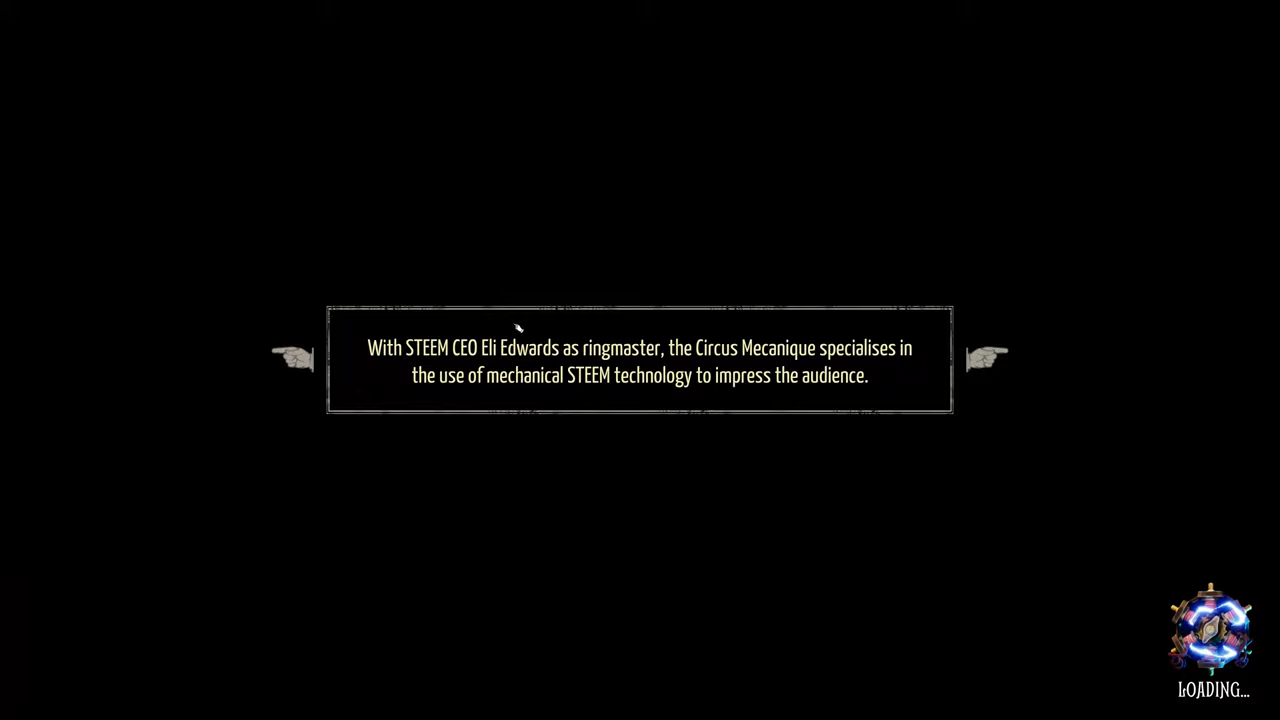 With STEEM CEO Eli Edwards as ringmaster, the Circus Mecanique specialises in
the use of mechanical STEEM technology to impress the audience.
LOADING...